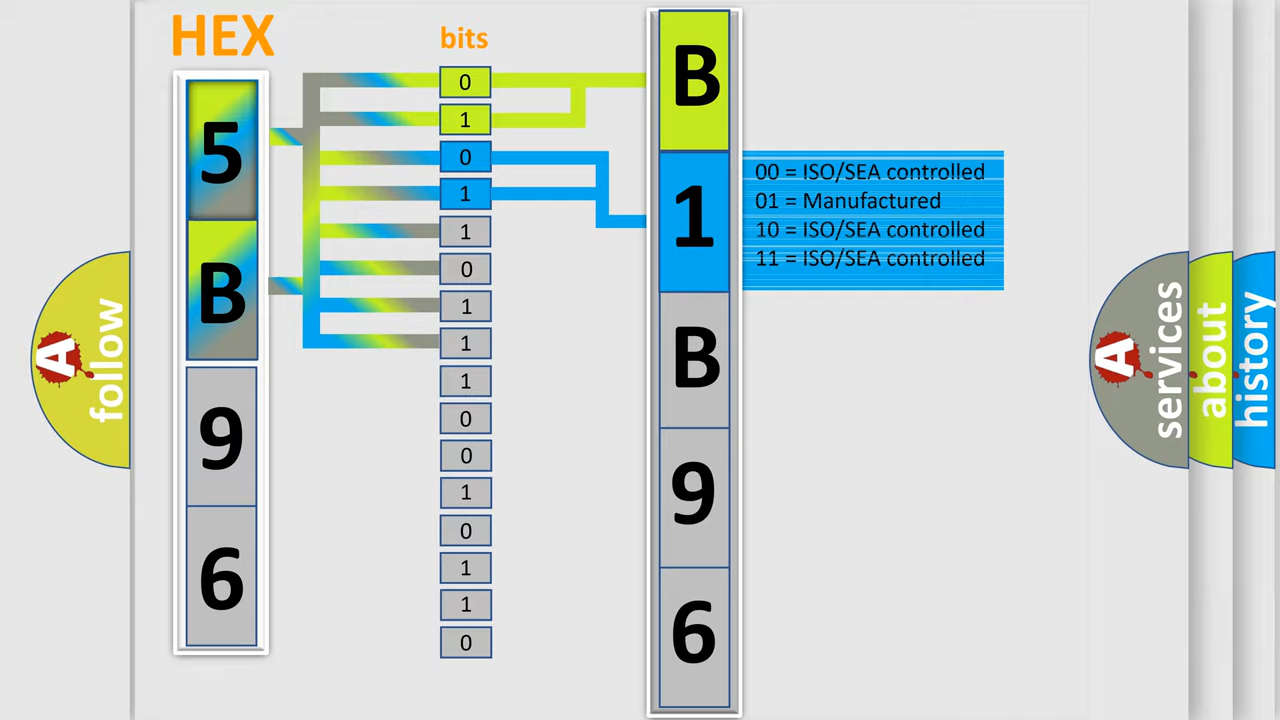 HEX
bits
5
B
9
6
0
1
0
1
1
0
1
1
1
0
0
1
0
1
1
0
B
1
B
9
6
00 = ISO/SEA controlled
01 = Manufactured
10 = ISO/SEA controlled
11 = ISO/SEA controlled
A
follow
A
services
about
history